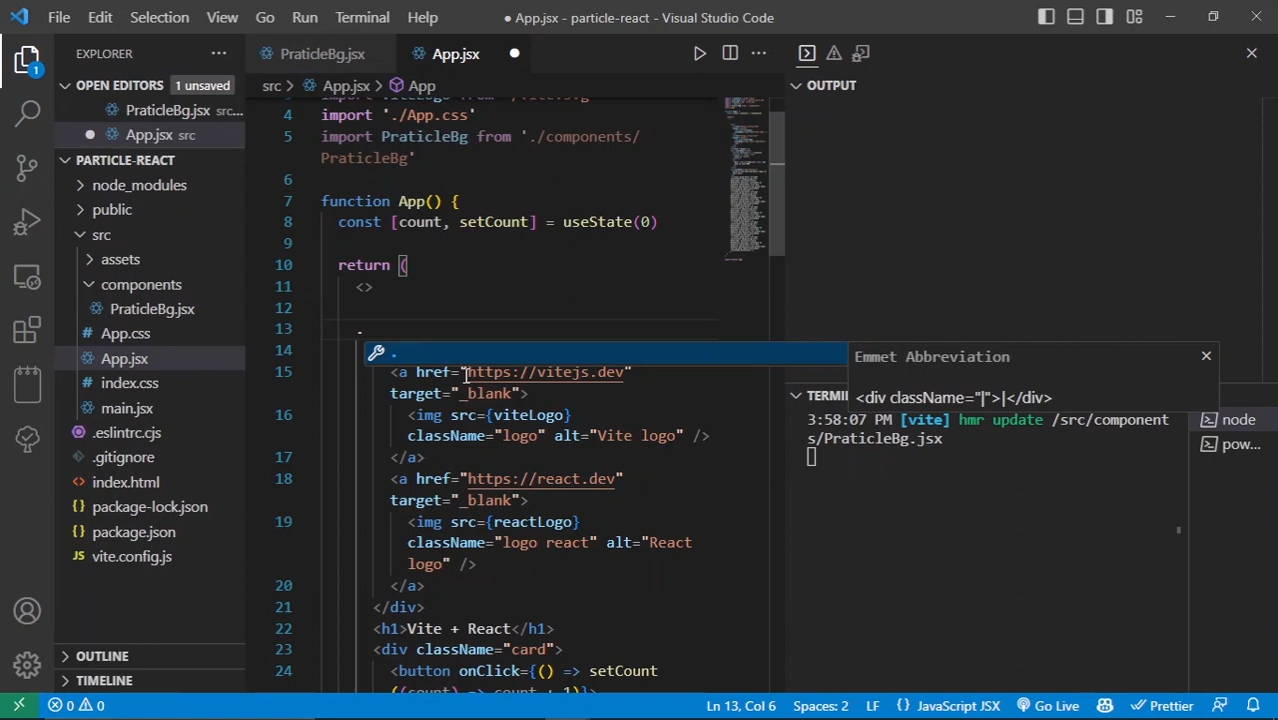 File Edit Selection View Go Run Terminal Help
● App.jsx - particle-react - Visual Studio Code
EXPLORER
1
OPEN EDITORS 1 unsaved
PraticleBg.jsx src...
App.jsx src
PARTICLE-REACT
node_modules
public
src
assets
components
PraticleBg.jsx
# App.css
App.jsx
# index.css
main.jsx
.eslintrc.cjs
.gitignore
<> index.html
{} package-lock.json
{} package.json
JS vite.config.js
OUTLINE
TIMELINE
PraticleBg.jsx
App.jsx ●
src > App.jsx > App
4 import './App.css'
5 import PraticleBg from './components/
PraticleBg'
6
7 function App() {
8 const [count, setCount] = useState(0)
9
10 return (
11 <>
12
13 .
.
14
15 <a href="https://vitejs.dev"
target="_blank">
16 <img src={viteLogo}
className="logo" alt="Vite logo" />
17 </a>
18 <a href="https://react.dev"
target="_blank">
19 <img src={reactLogo}
className="logo react" alt="React
logo" />
20 </a>
21 </div>
22 <h1>Vite + React</h1>
23 <div className="card">
24 <button onClick={() => setCount
((count) => count + 1)}>
OUTPUT
Emmet Abbreviation
<div className="|">|</div>
3:58:07 PM [vite] hmr update /src/component
s/PraticleBg.jsx
node
pow...
0 0
Ln 13, Col 6 Spaces: 2 LF {} JavaScript JSX Go Live Prettier